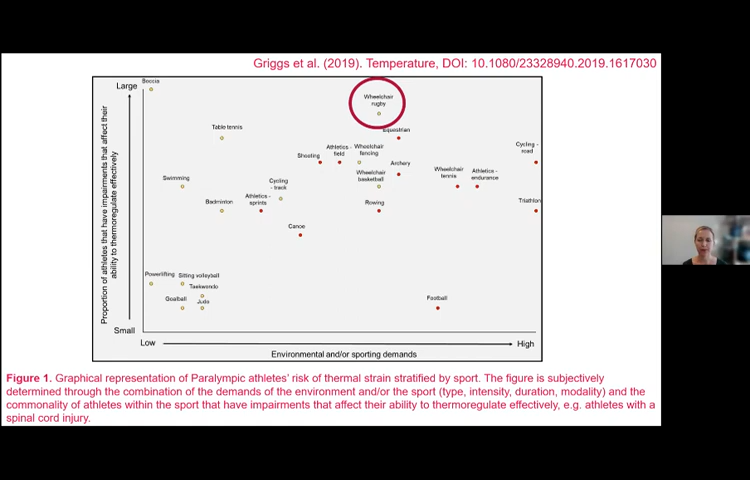 Griggs et al. (2019). Temperature, DOI: 10.1080/23328940.2019.1617030
Large
Boccia
Wheelchair
rugby
Proportion of athletes that have impairments that affect their
ability to thermoregulate effectively
Table tennis
Equestrian
Shooting
Athletics -
field
Wheelchair
fencing
Cycling -
road
Swimming
Cycling
- track
Wheelchair
basketball
Archery
Wheelchair
tennis
Athletics -
endurance
Badminton
Athletics -
sprints
Rowing
Triathlon
Canoe
Powerlifting
Sitting volleyball
Taekwondo
Goalball
Judo
Football
Small
Low
High
Environmental and/or sporting demands
Figure 1. Graphical representation of Paralympic athletes' risk of thermal strain stratified by sport. The figure is subjectively
determined through the combination of the demands of the environment and/or the sport (type, intensity, duration, modality) and the
commonality of athletes within the sport that have impairments that affect their ability to thermoregulate effectively, e.g. athletes with a
spinal cord injury.